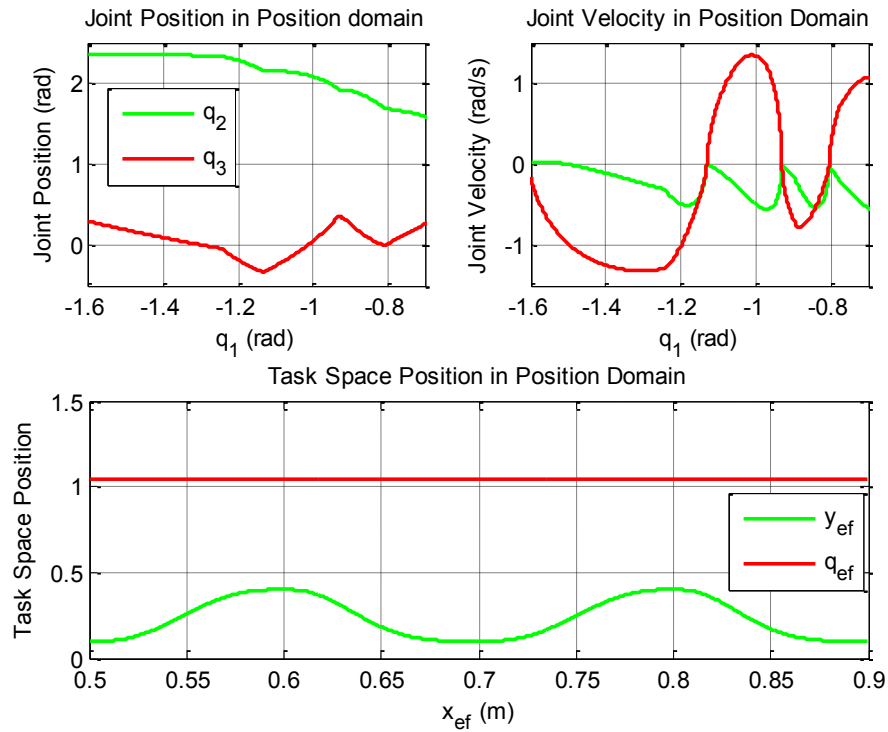 Joint Position in Position domain
Joint Position (rad)
2
1
0
q2
q3
-1.6 -1.4 -1.2 -1 -0.8
q1 (rad)
Joint Velocity in Position Domain
Joint Velocity (rad/s)
1
0
-1
-1.6 -1.4 -1.2 -1 -0.8
q1 (rad)
Task Space Position in Position Domain
Task Space Position
1.5
1
0.5
0
yef
qef
0.5 0.55 0.6 0.65 0.7 0.75 0.8 0.85 0.9
xef (m)